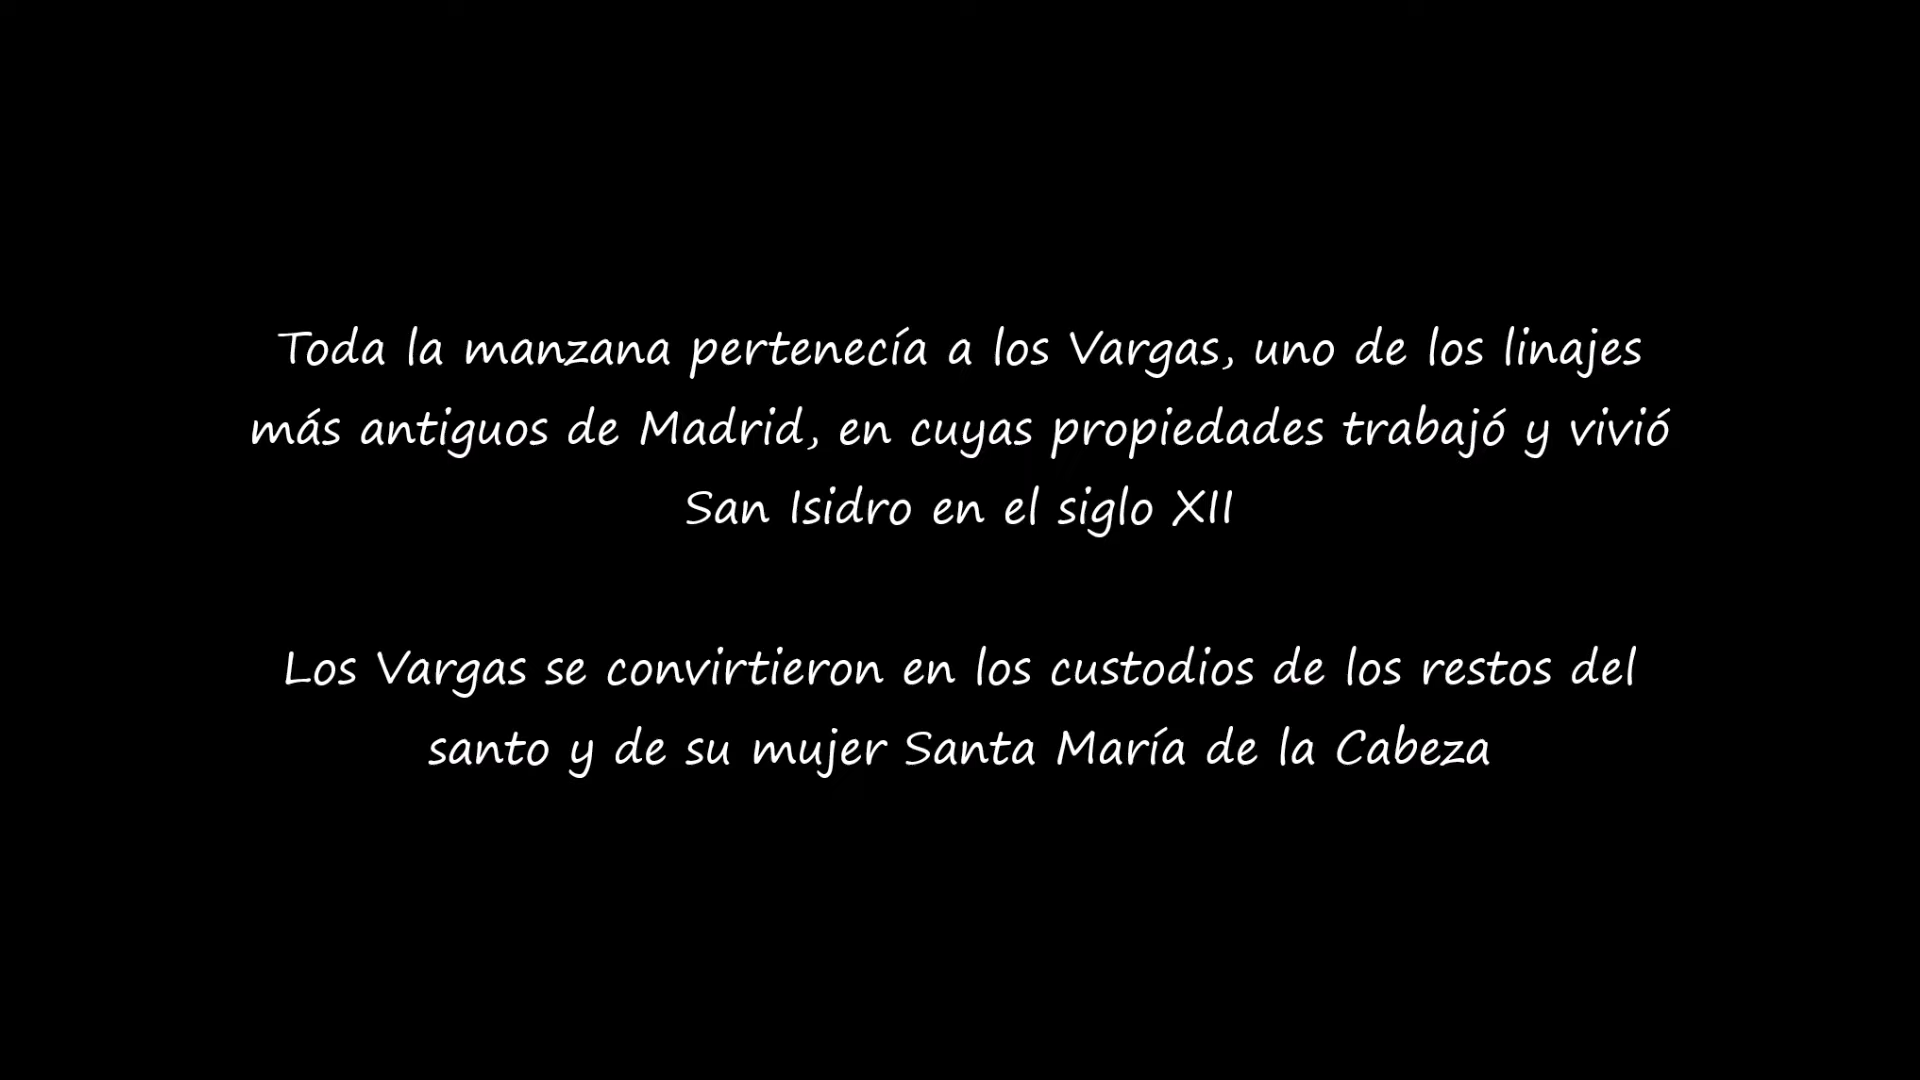 Toda la manzana pertenecía a los Vargas, uno de los linajes
más antiguos de Madrid, en cuyas propiedades trabajó y vivió
San Isidro en el siglo XII
Los Vargas se convirtieron en los custodios de los restos del
santo y de su mujer Santa María de la Cabeza